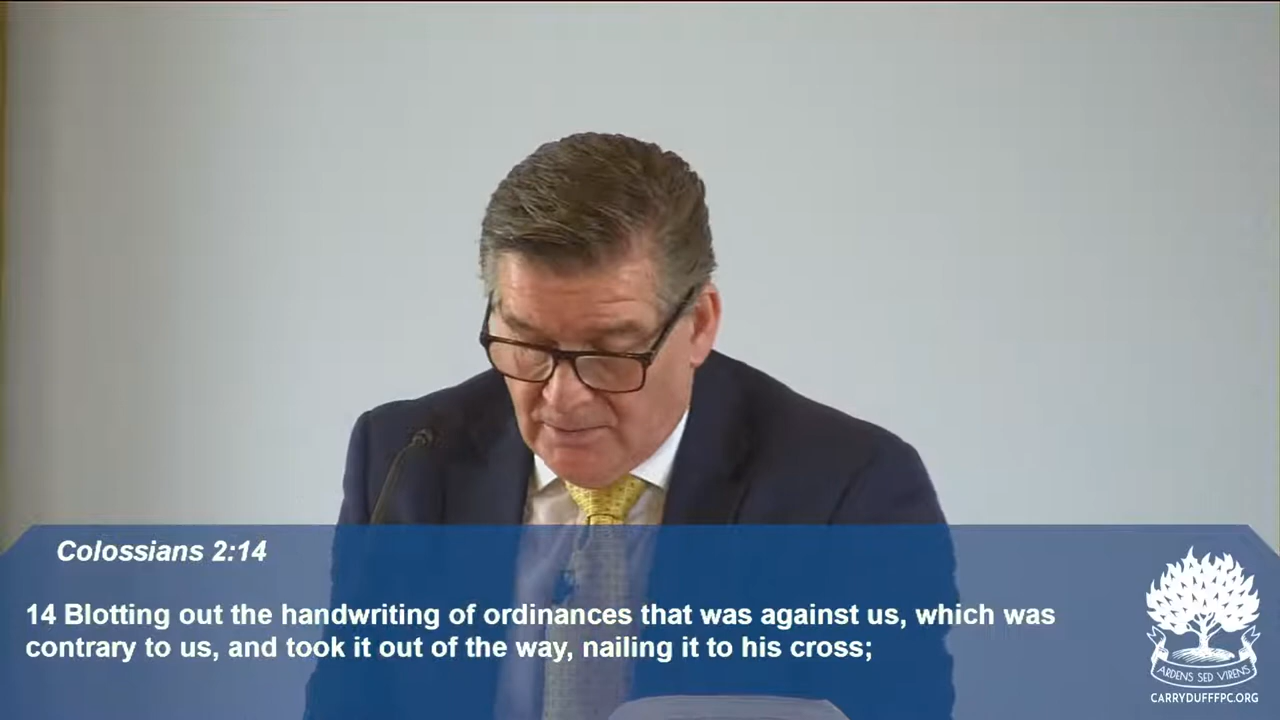 Colossians 2:14
14 Blotting out the handwriting of ordinances that was against us, which was
contrary to us, and took it out of the way, nailing it to his cross;
ARDENS SED VIRENS
CARRYDUFFFPC.ORG